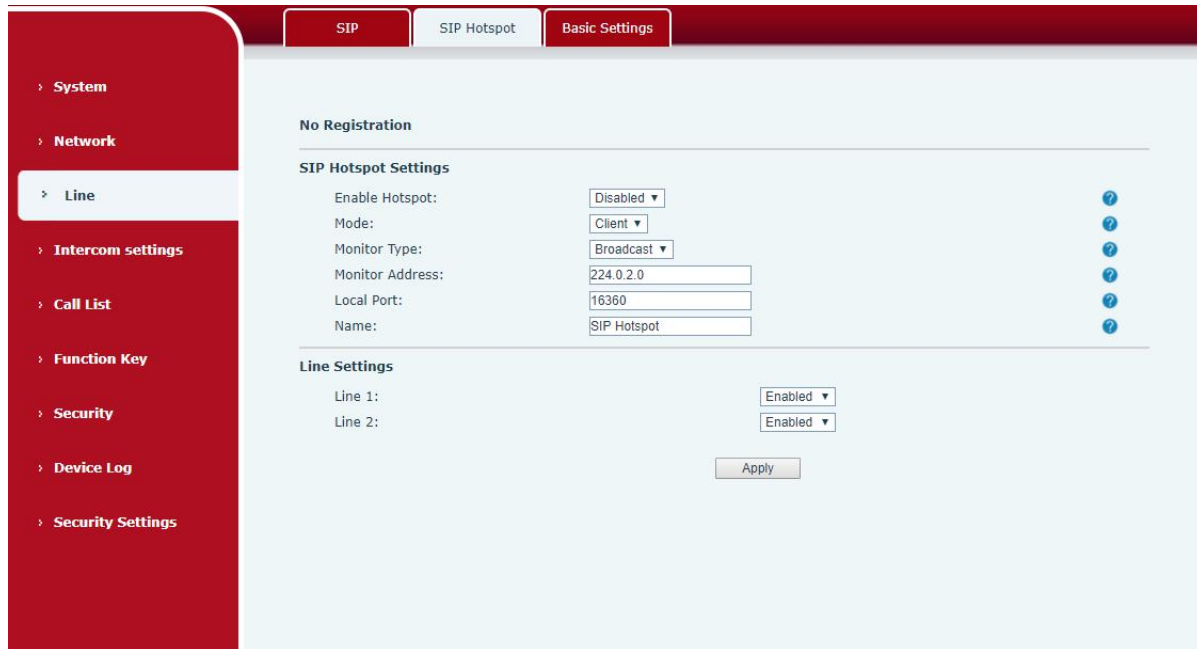 SIP
SIP Hotspot
Basic Settings
System
Network
Line
Intercom settings
Call List
Function Key
Security
Device Log
Security Settings
No Registration
SIP Hotspot Settings
Enable Hotspot: Disabled
Mode: Client
Monitor Type: Broadcast
Monitor Address: 224.0.2.0
Local Port: 16360
Name: SIP Hotspot
Line Settings
Line 1: Enabled
Line 2: Enabled
Apply